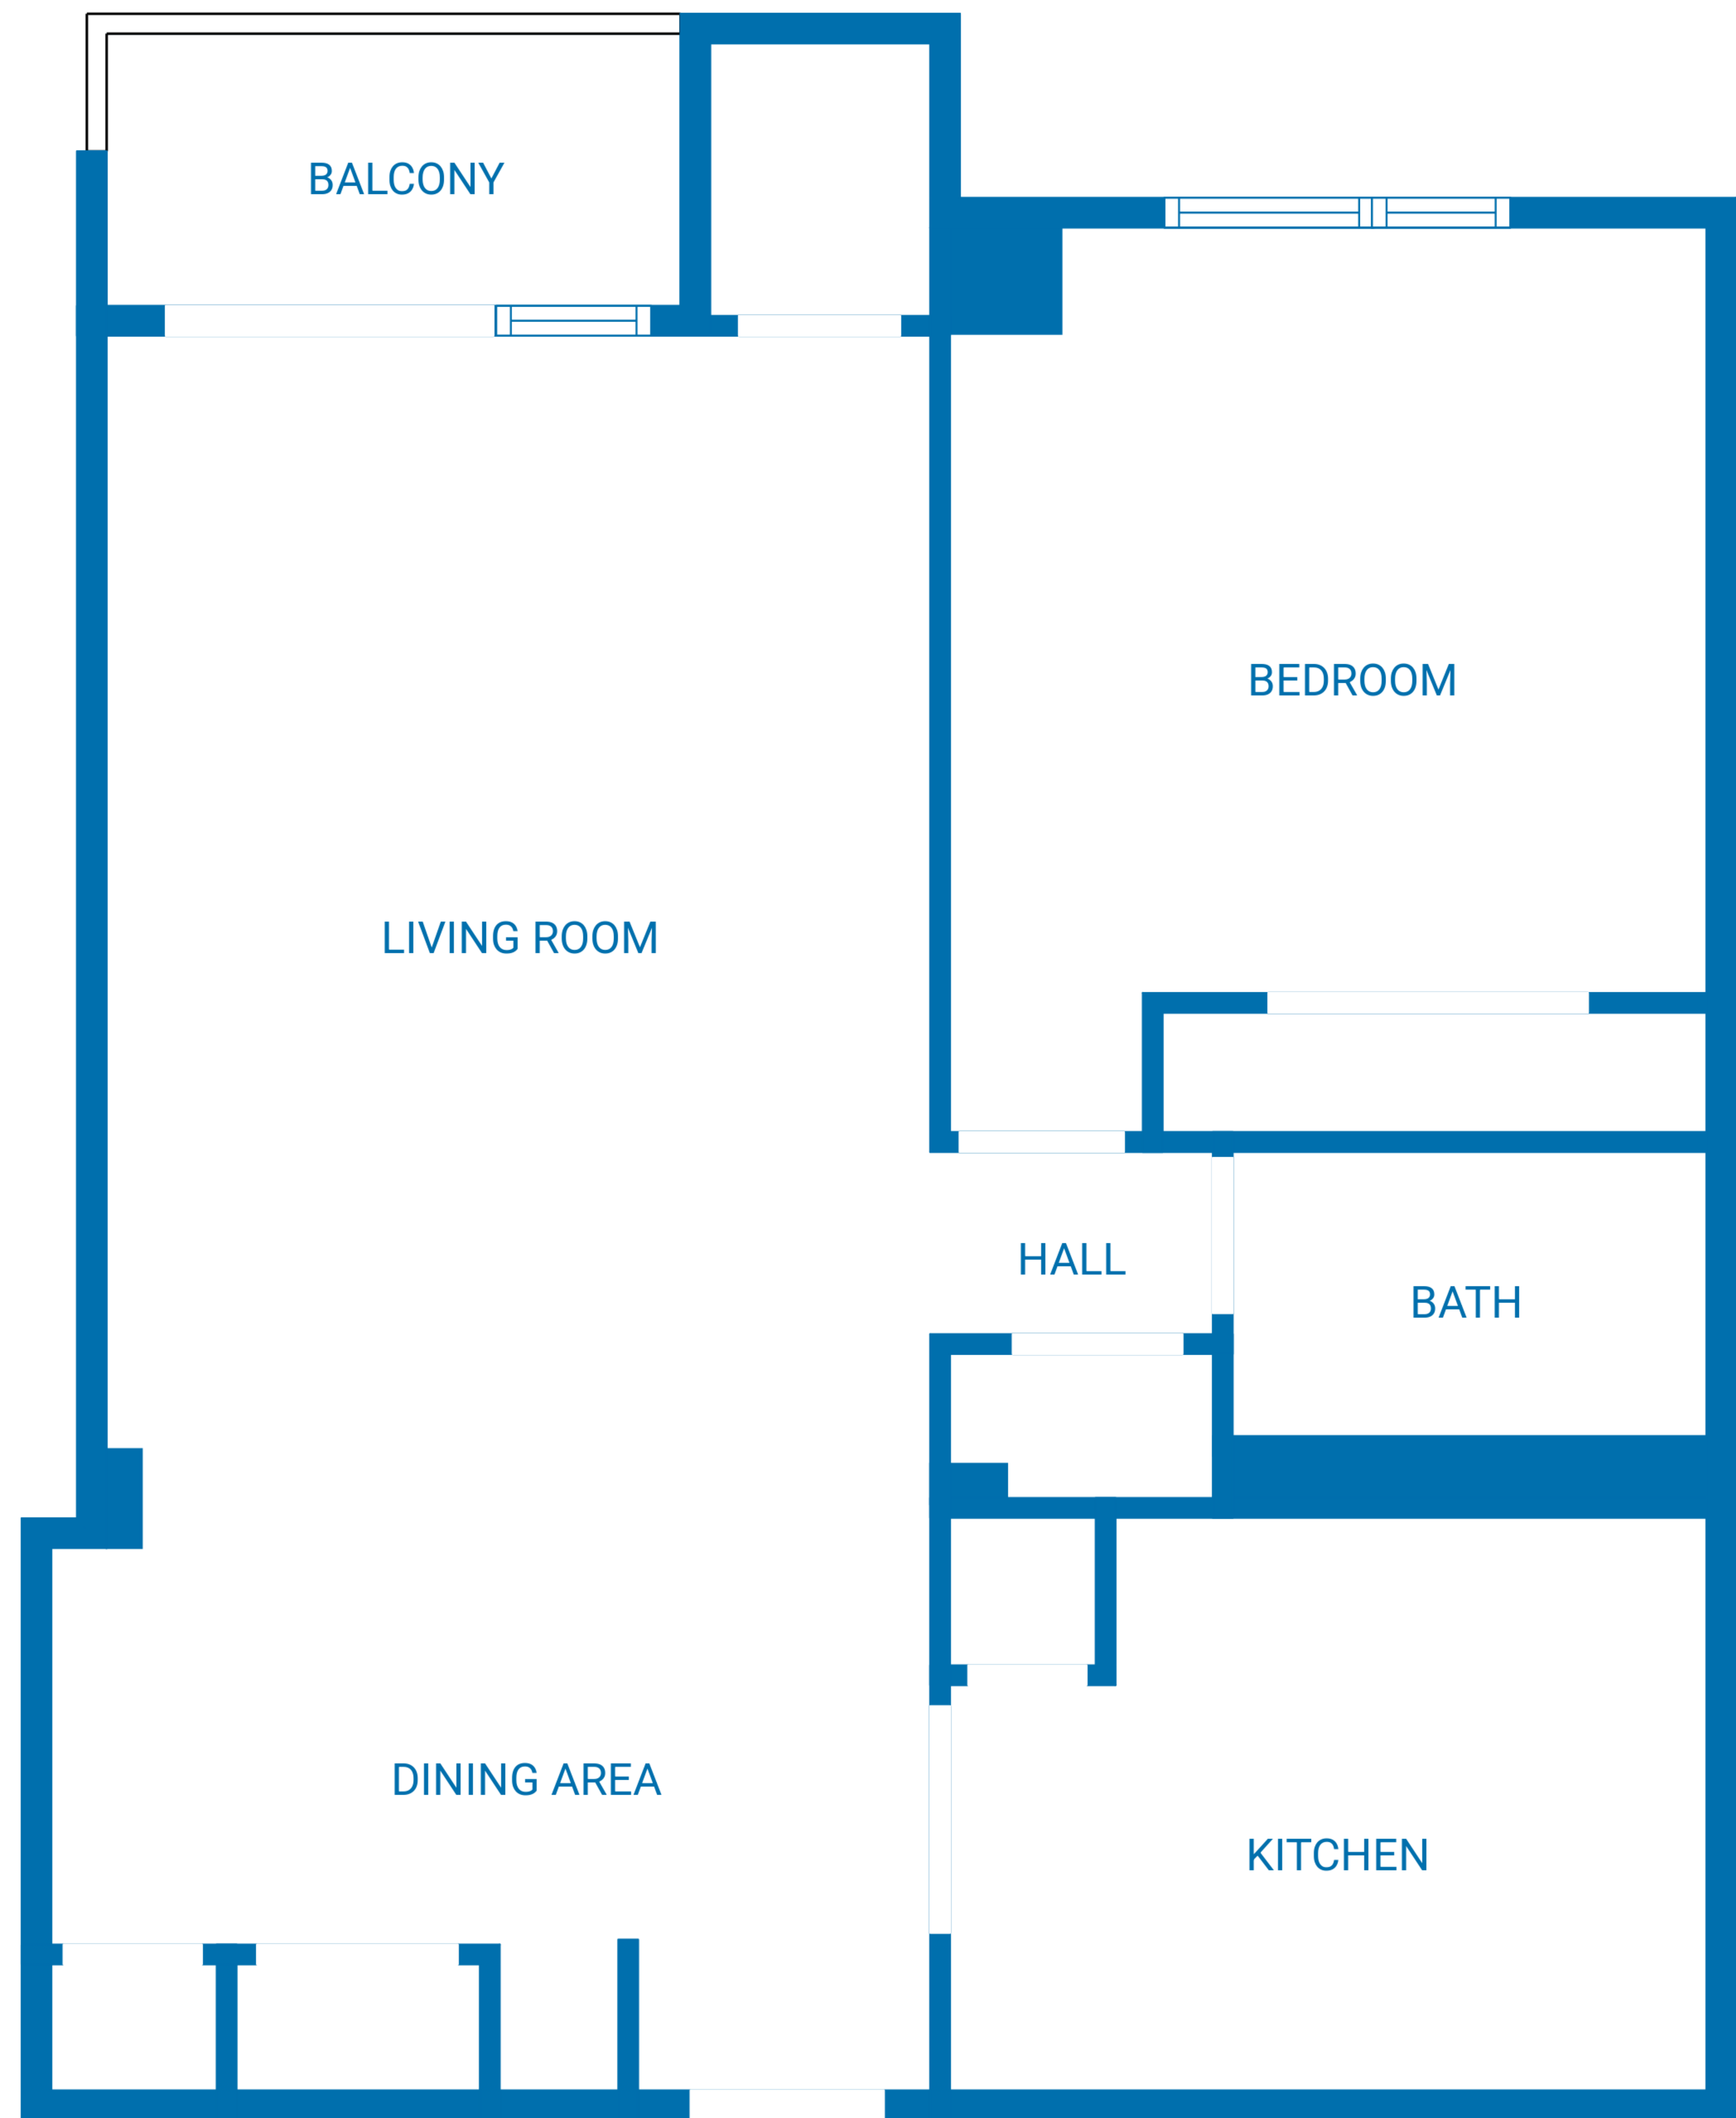 BALCONY
BEDROOM
LIVING ROOM
HALL
BATH
DINING AREA
KITCHEN